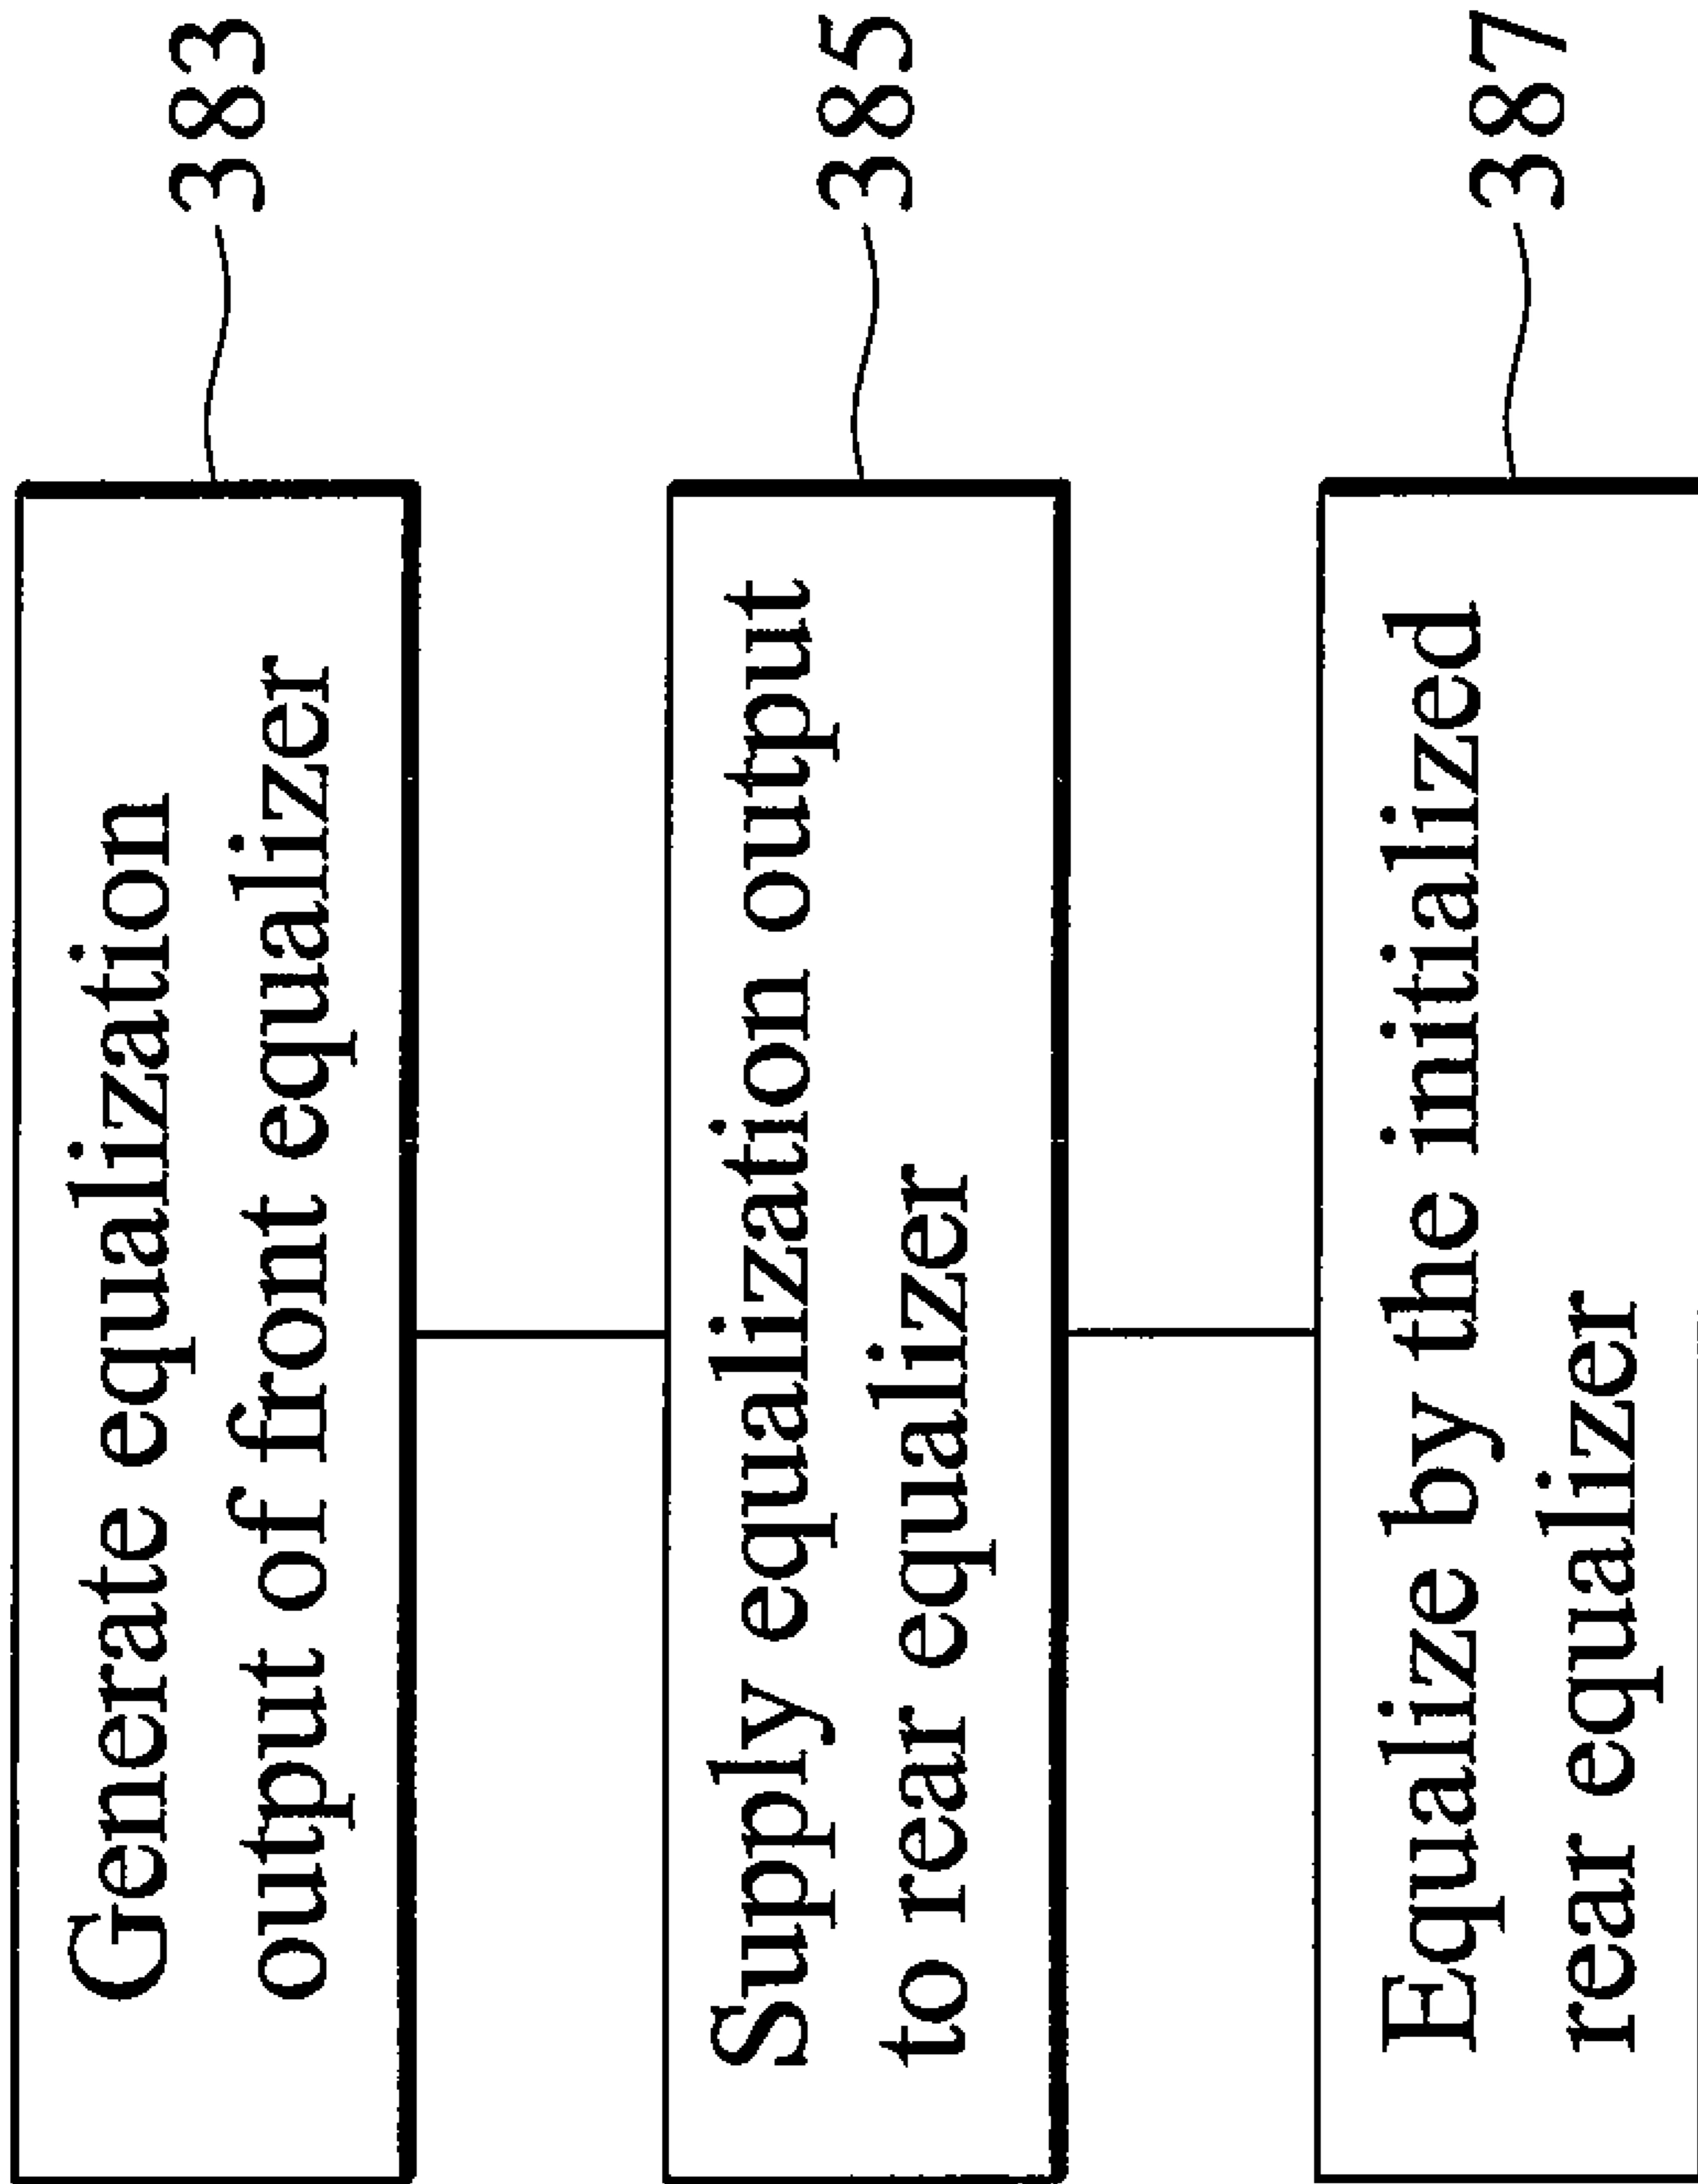 Generate equalization
output of front equalizer
383
Supply equalization output
to rear equalizer
385
Equalize by the initialized
rear equalizer
387